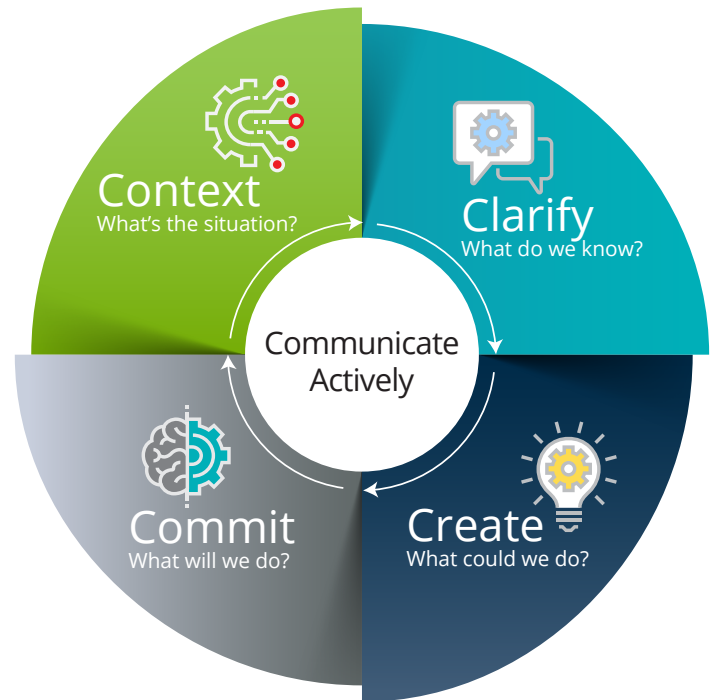 Context
What's the situation?
Clarify
What do we know?
Communicate
Actively
Commit
What will we do?
Create
What could we do?